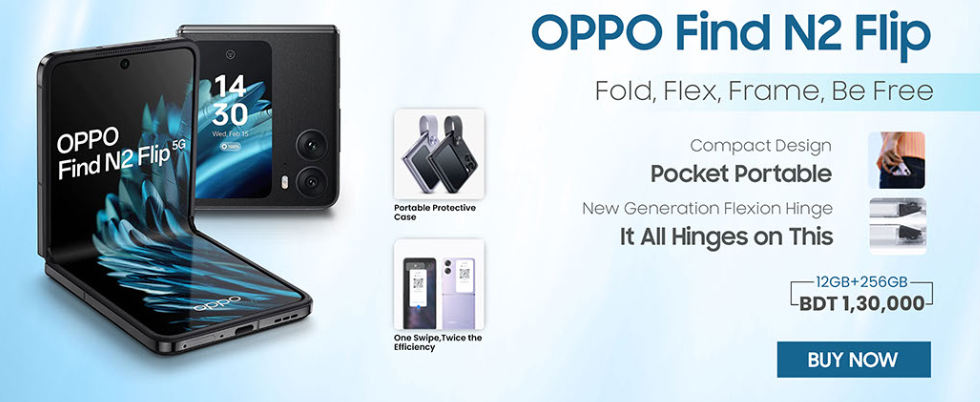 OPPO Find N2 Flip
Fold, Flex, Frame, Be Free
14
30
Wed, Feb 15
100%
OPPO
Find N2 Flip 5G
oppo
Portable Protective
Case
One Swipe,Twice the
Efficiency
Compact Design
Pocket Portable
New Generation Flexion Hinge
It All Hinges on This
12GB+256GB
BDT 1,30,000
BUY NOW